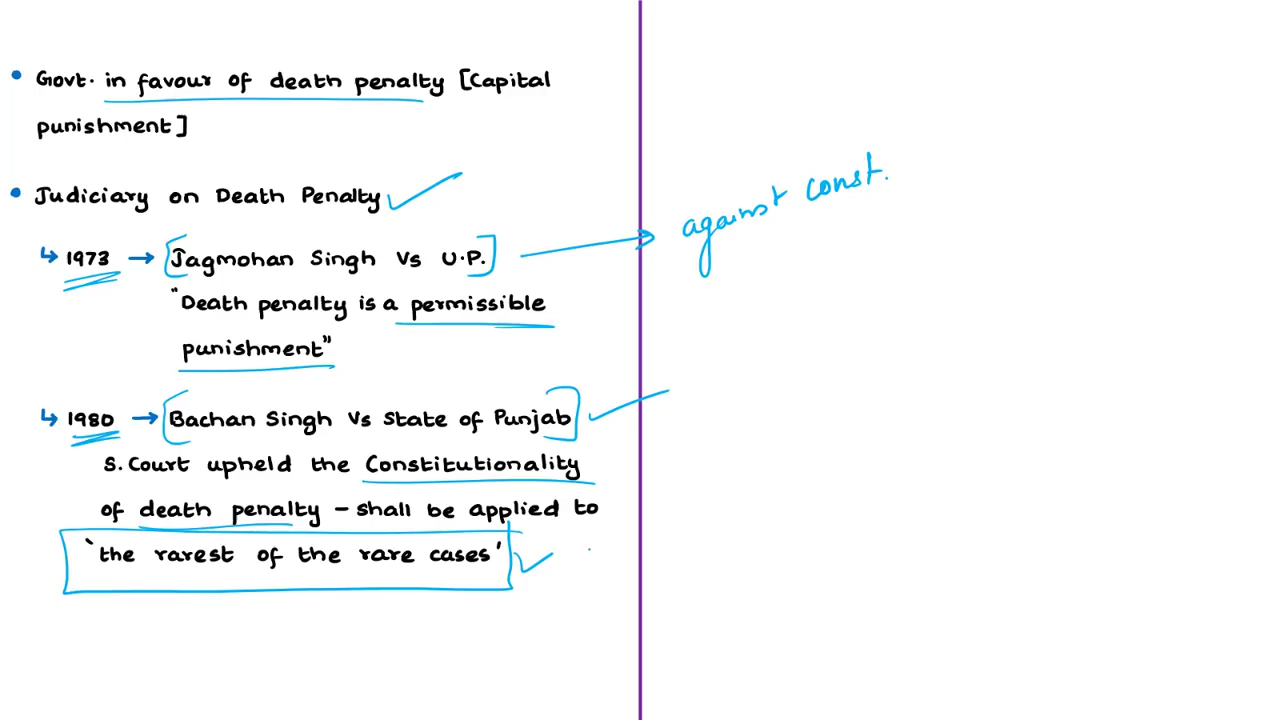 • Govt. in favour of death penalty [Capital
punishment]
• Judiciary on Death Penalty
↳ 1973 → Jagmohan Singh Vs U.P.
"Death penalty is a permissible
punishment"
↳ 1980 → Bachan Singh Vs State of Punjab
S. Court upheld the Constitutionality
of death penalty – shall be applied to
'the rarest of the rare cases'
against const.